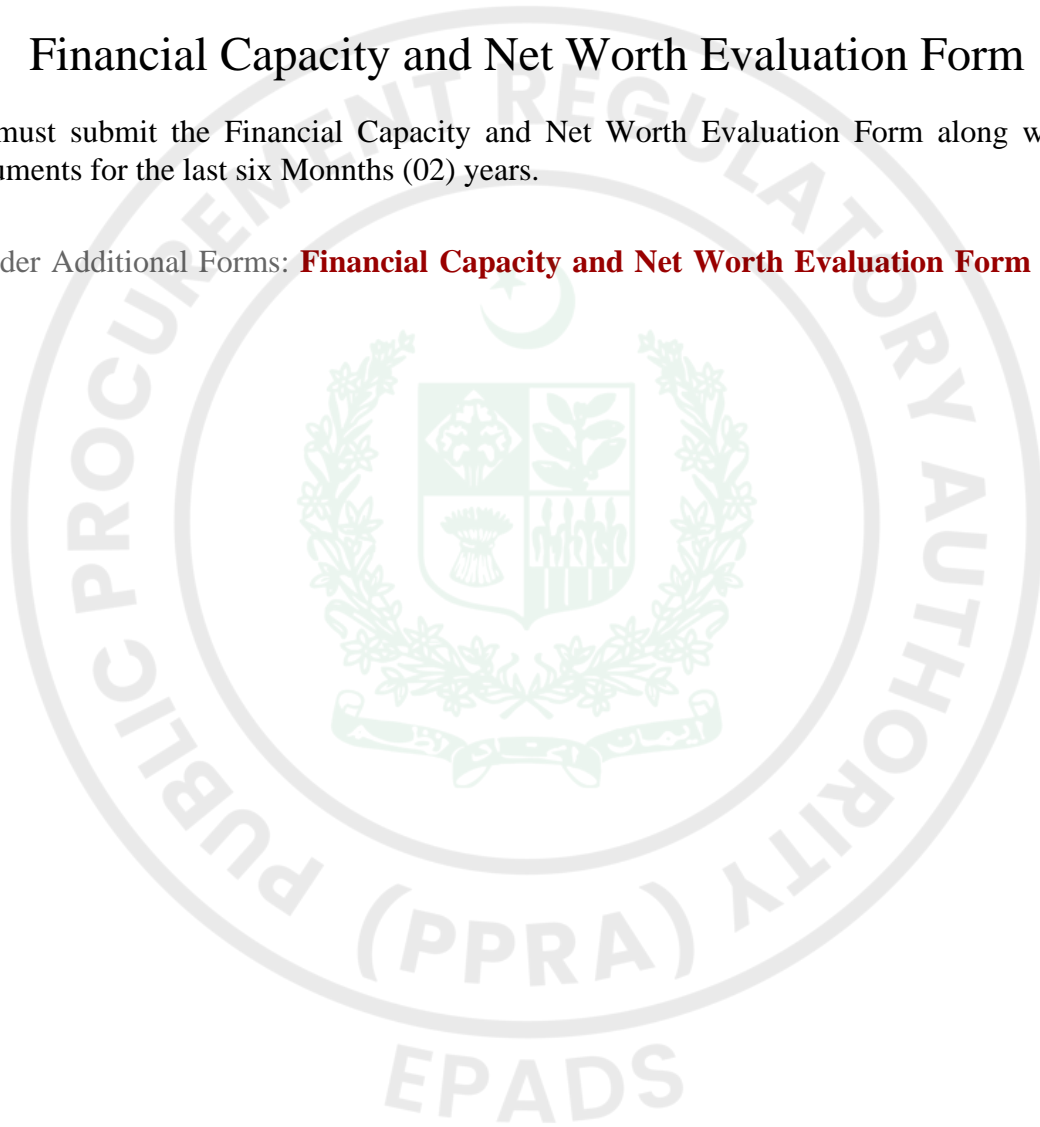 Financial Capacity and Net Worth Evaluation Form
must submit the Financial Capacity and Net Worth Evaluation Form along w
uments for the last six Monnths (02) years.
der Additional Forms: Financial Capacity and Net Worth Evaluation Form
PUBLIC PROCUREMENT REGULATORY AUTHORITY
(PPRA)
EPADS